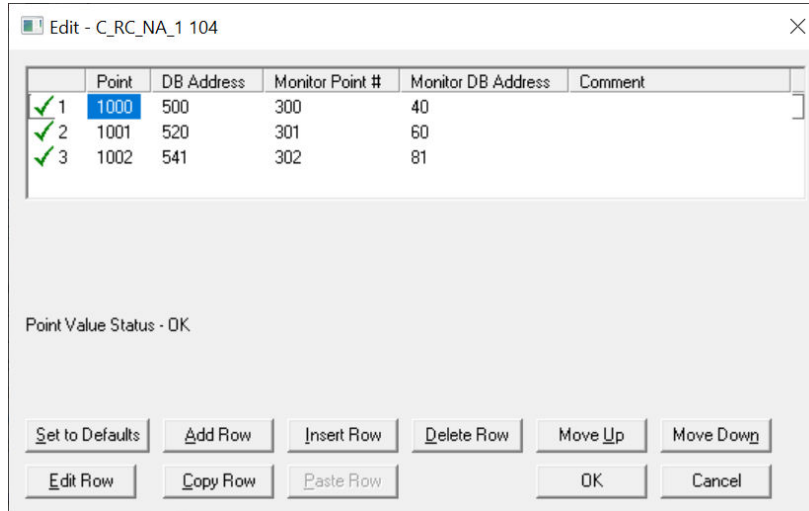 Edit - C_RC_NA_1 104
Point DB Address Monitor Point # Monitor DB Address Comment
1 1000 500 300 40
2 1001 520 301 60
3 1002 541 302 81
Point Value Status - OK
Set to Defaults Add Row Insert Row Delete Row Move Up Move Down
Edit Row Copy Row Paste Row OK Cancel